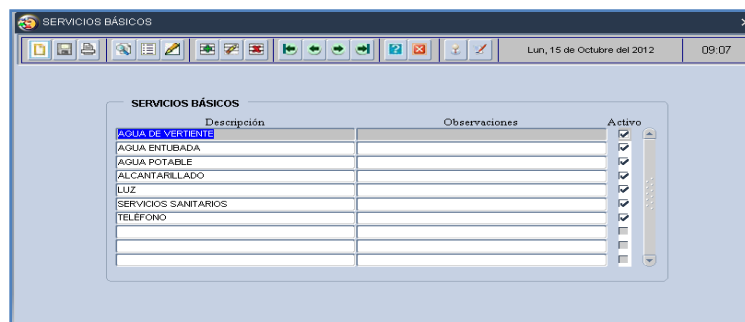 SERVICIOS BÁSICOS
Lun, 15 de Octubre del 2012 09:07
SERVICIOS BÁSICOS
Descripción Observaciones Activo
AGUA DE VERTIENTE
AGUA ENTUBADA
AGUA POTABLE
ALCANTARILLADO
LUZ
SERVICIOS SANITARIOS
TELÉFONO